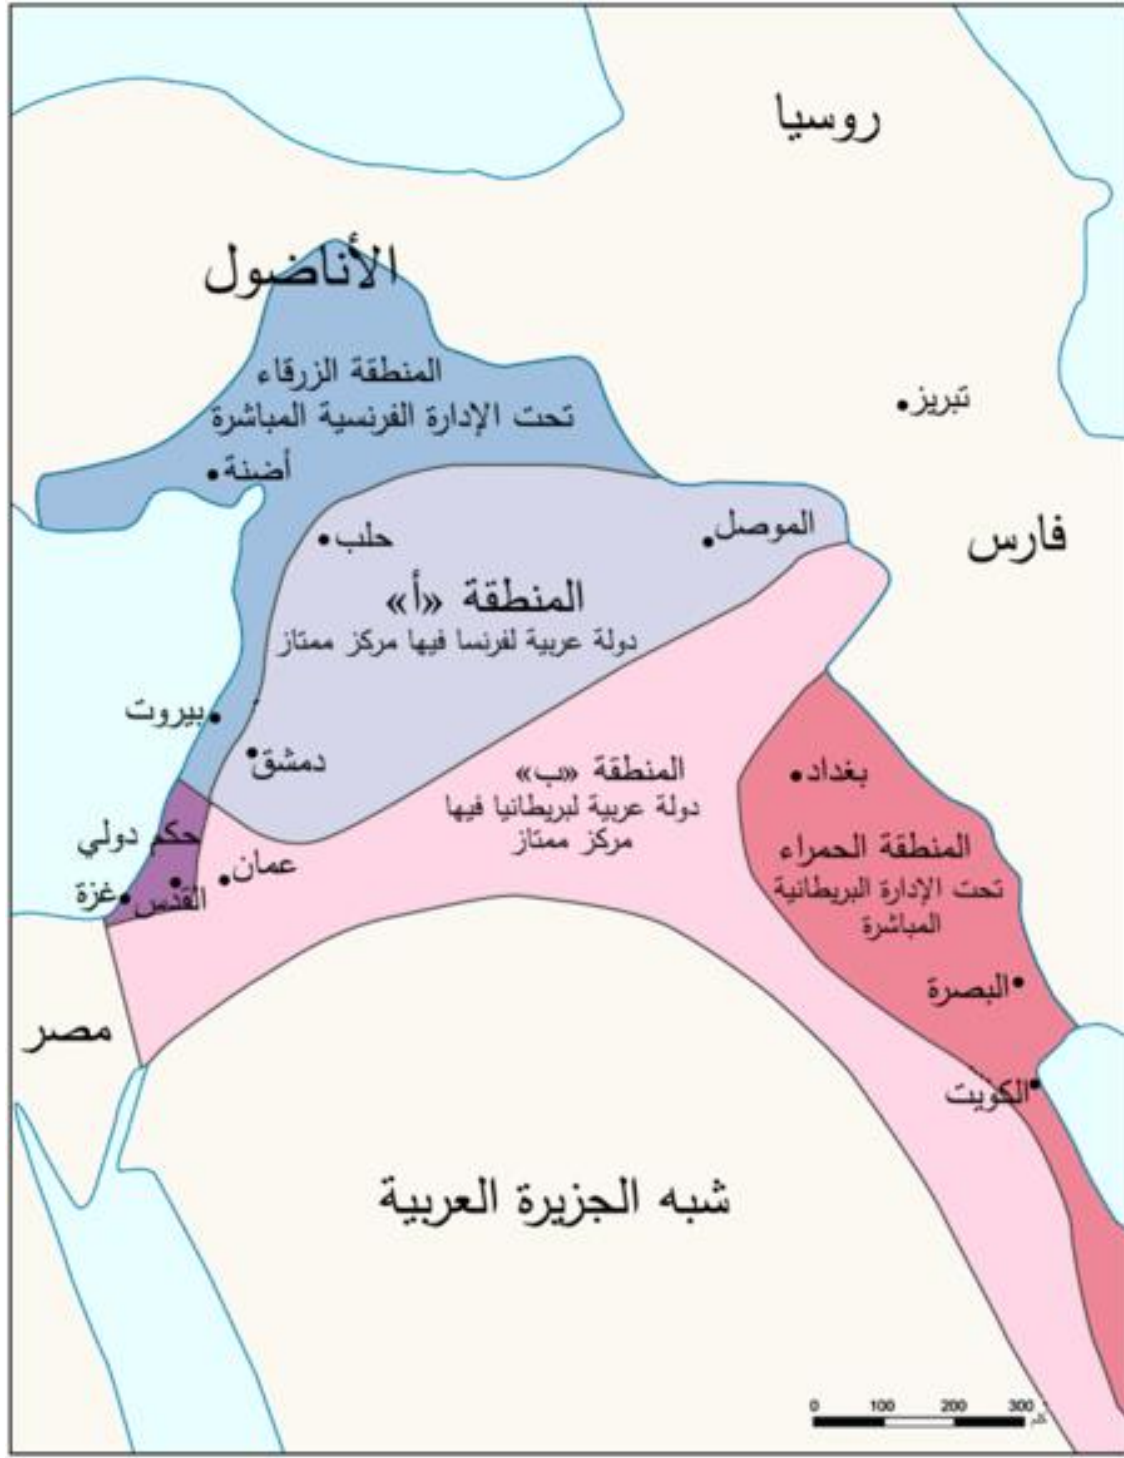 روسيا
الأناضول
المنطقة الزرقاء
تحت الإدارة الفرنسية المباشرة
تبريز
أضنة
فارس
حلب
الموصل
المنطقة «أ»
دولة عربية لفرنسا فيها مركز ممتاز
بيروت
دمشق
المنطقة «ب»
دولة عربية لبريطانيا فيها
مركز ممتاز
بغداد
حكم دولي
المنطقة الحمراء
تحت الإدارة البريطانية
المباشرة
عمان
غزة
القدس
البصرة
مصر
الكويت
شبه الجزيرة العربية
0 100 200 300
كم